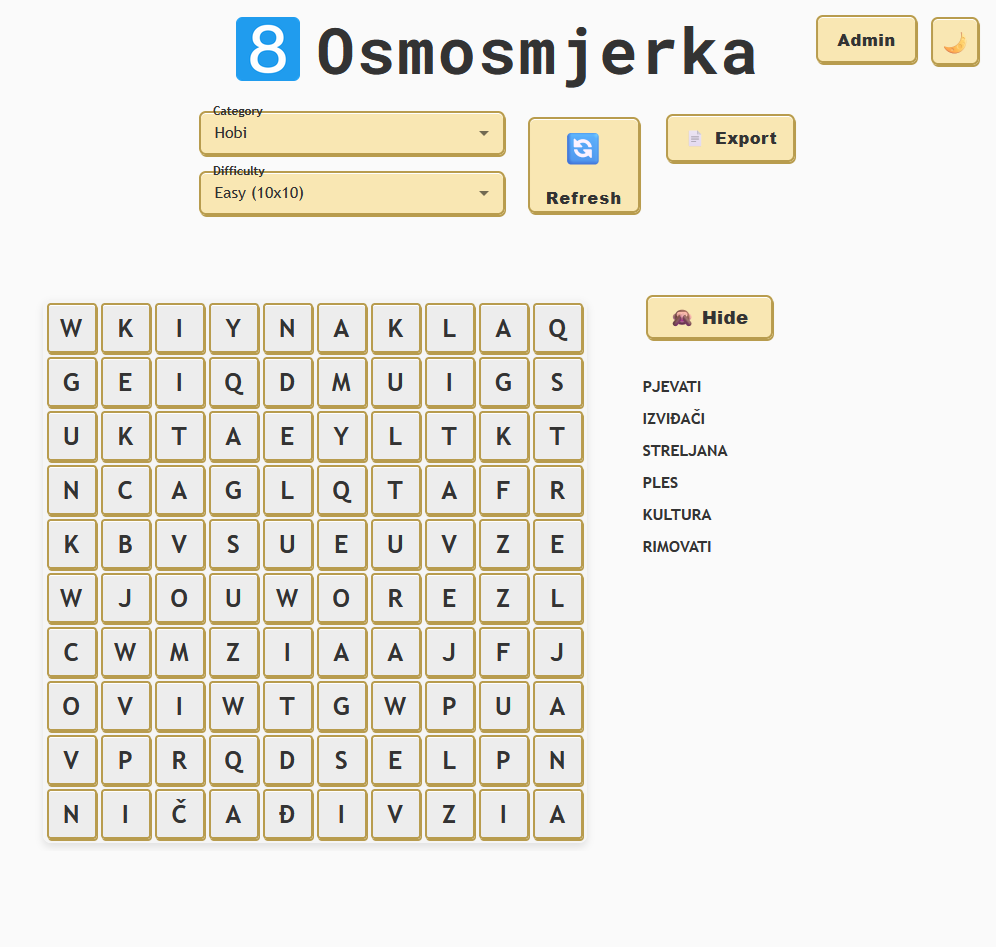 8 Osmosmjerka
Admin
Category
Hobi
Difficulty
Easy (10x10)
Refresh
Export
W K I Y N A K L A Q
G E I Q D M U I G S
U K T A E Y L T K T
N C A G L Q T A F R
K B V S U E U V Z E
W J O U W O R E Z L
C W M Z I A A J F J
O V I W T G W P U A
V P R Q D S E L P N
N I Č A Đ I V Z I A
Hide
PJEVATI
IZVIĐAČI
STRELJANA
PLES
KULTURA
RIMOVATI